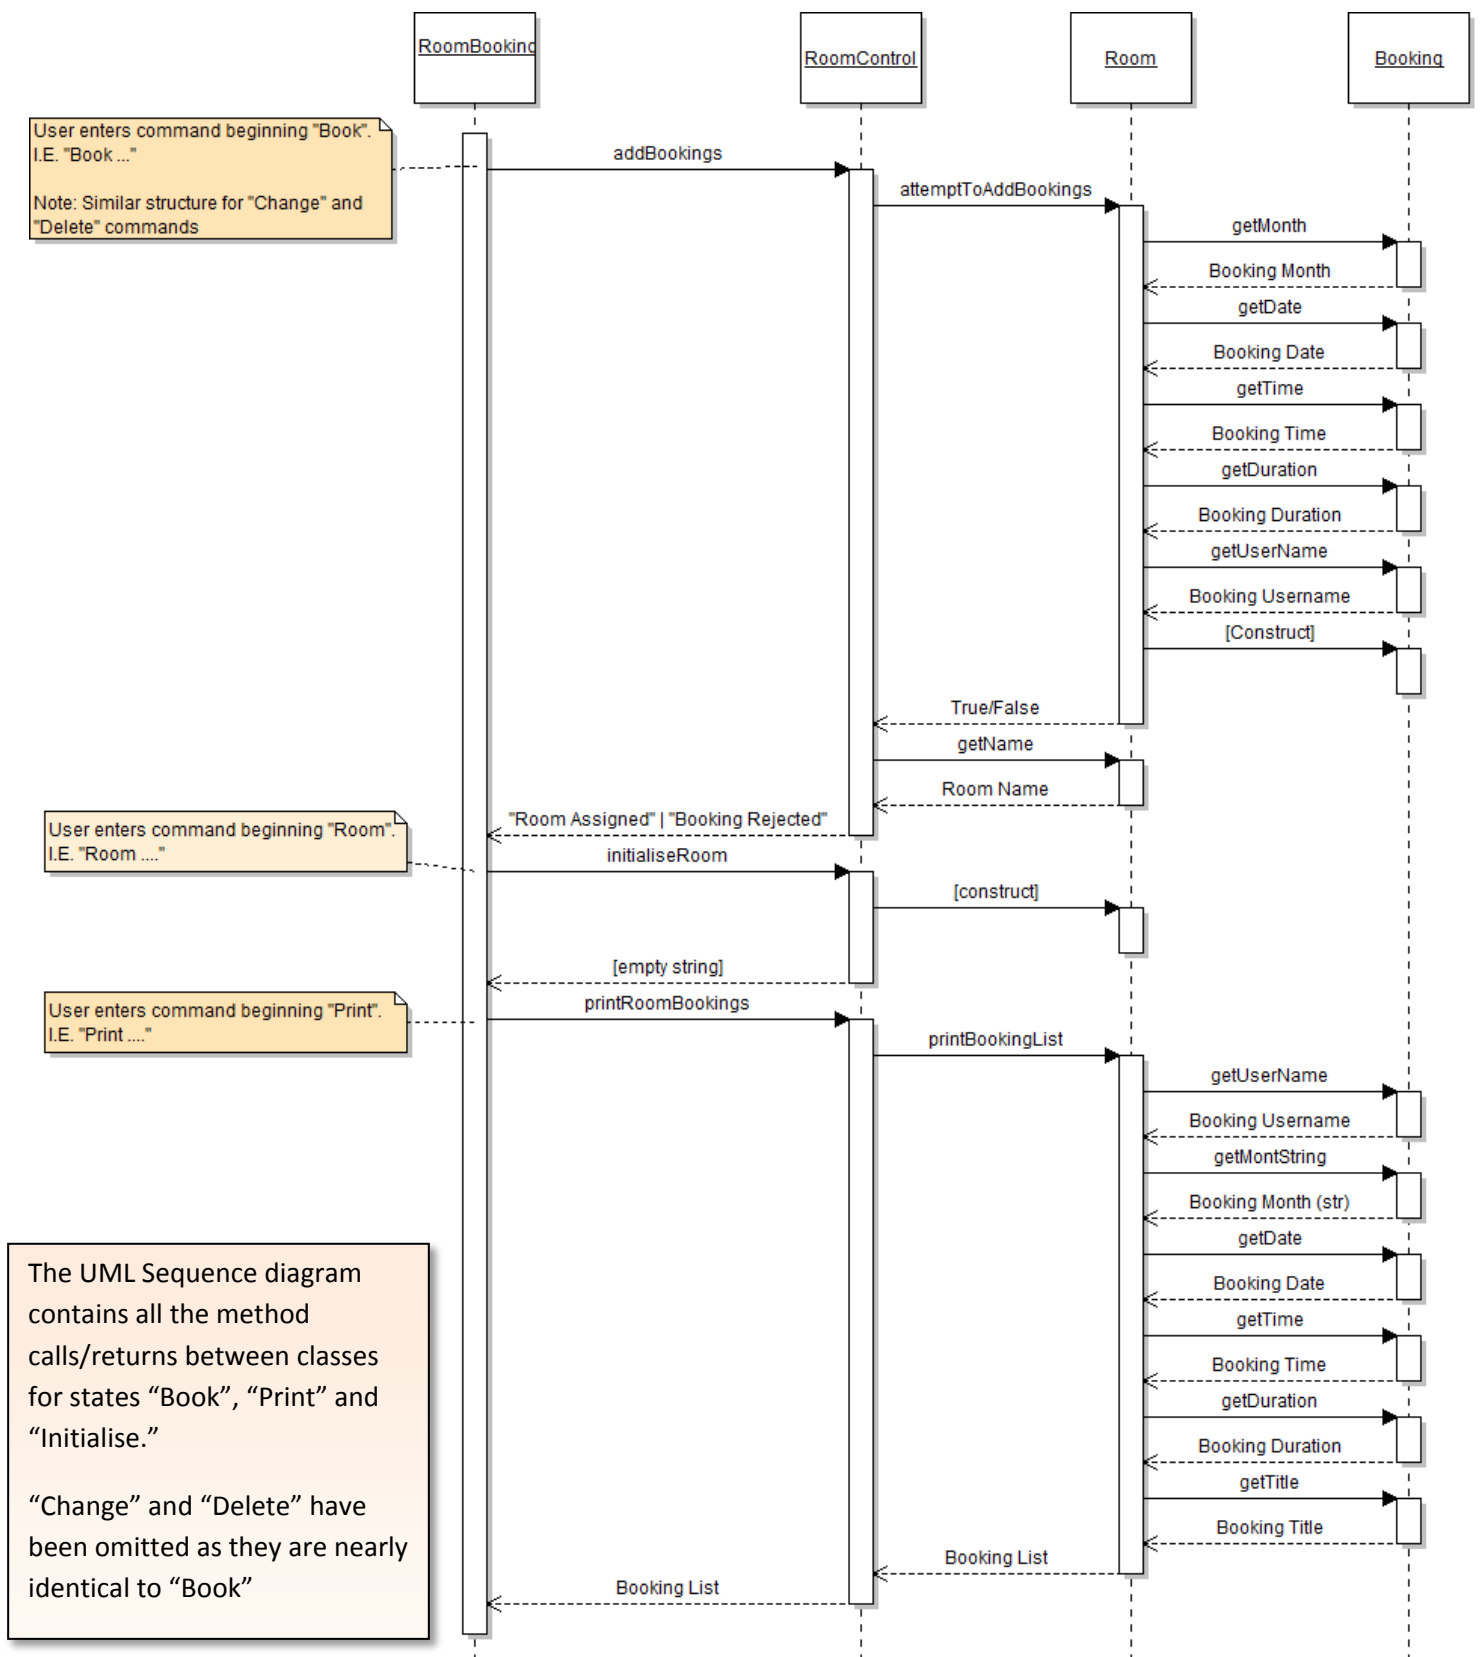 RoomBooking
RoomControl
Room
Booking
User enters command beginning "Book".
I.E. "Book ..."
Note: Similar structure for "Change" and
"Delete" commands
addBookings
attemptToAddBookings
getMonth
Booking Month
getDate
Booking Date
getTime
Booking Time
getDuration
Booking Duration
getUserName
Booking Username
[Construct]
True/False
getName
Room Name
"Room Assigned" | "Booking Rejected"
User enters command beginning "Room".
I.E. "Room ...."
initialiseRoom
[construct]
[empty string]
User enters command beginning "Print".
I.E. "Print ...."
printRoomBookings
printBookingList
getUserName
Booking Username
getMontString
Booking Month (str)
getDate
Booking Date
getTime
Booking Time
getDuration
Booking Duration
getTitle
Booking Title
Booking List
Booking List
The UML Sequence diagram
contains all the method
calls/returns between classes
for states “Book”, “Print” and
“Initialise.”
“Change” and “Delete” have
been omitted as they are nearly
identical to “Book”